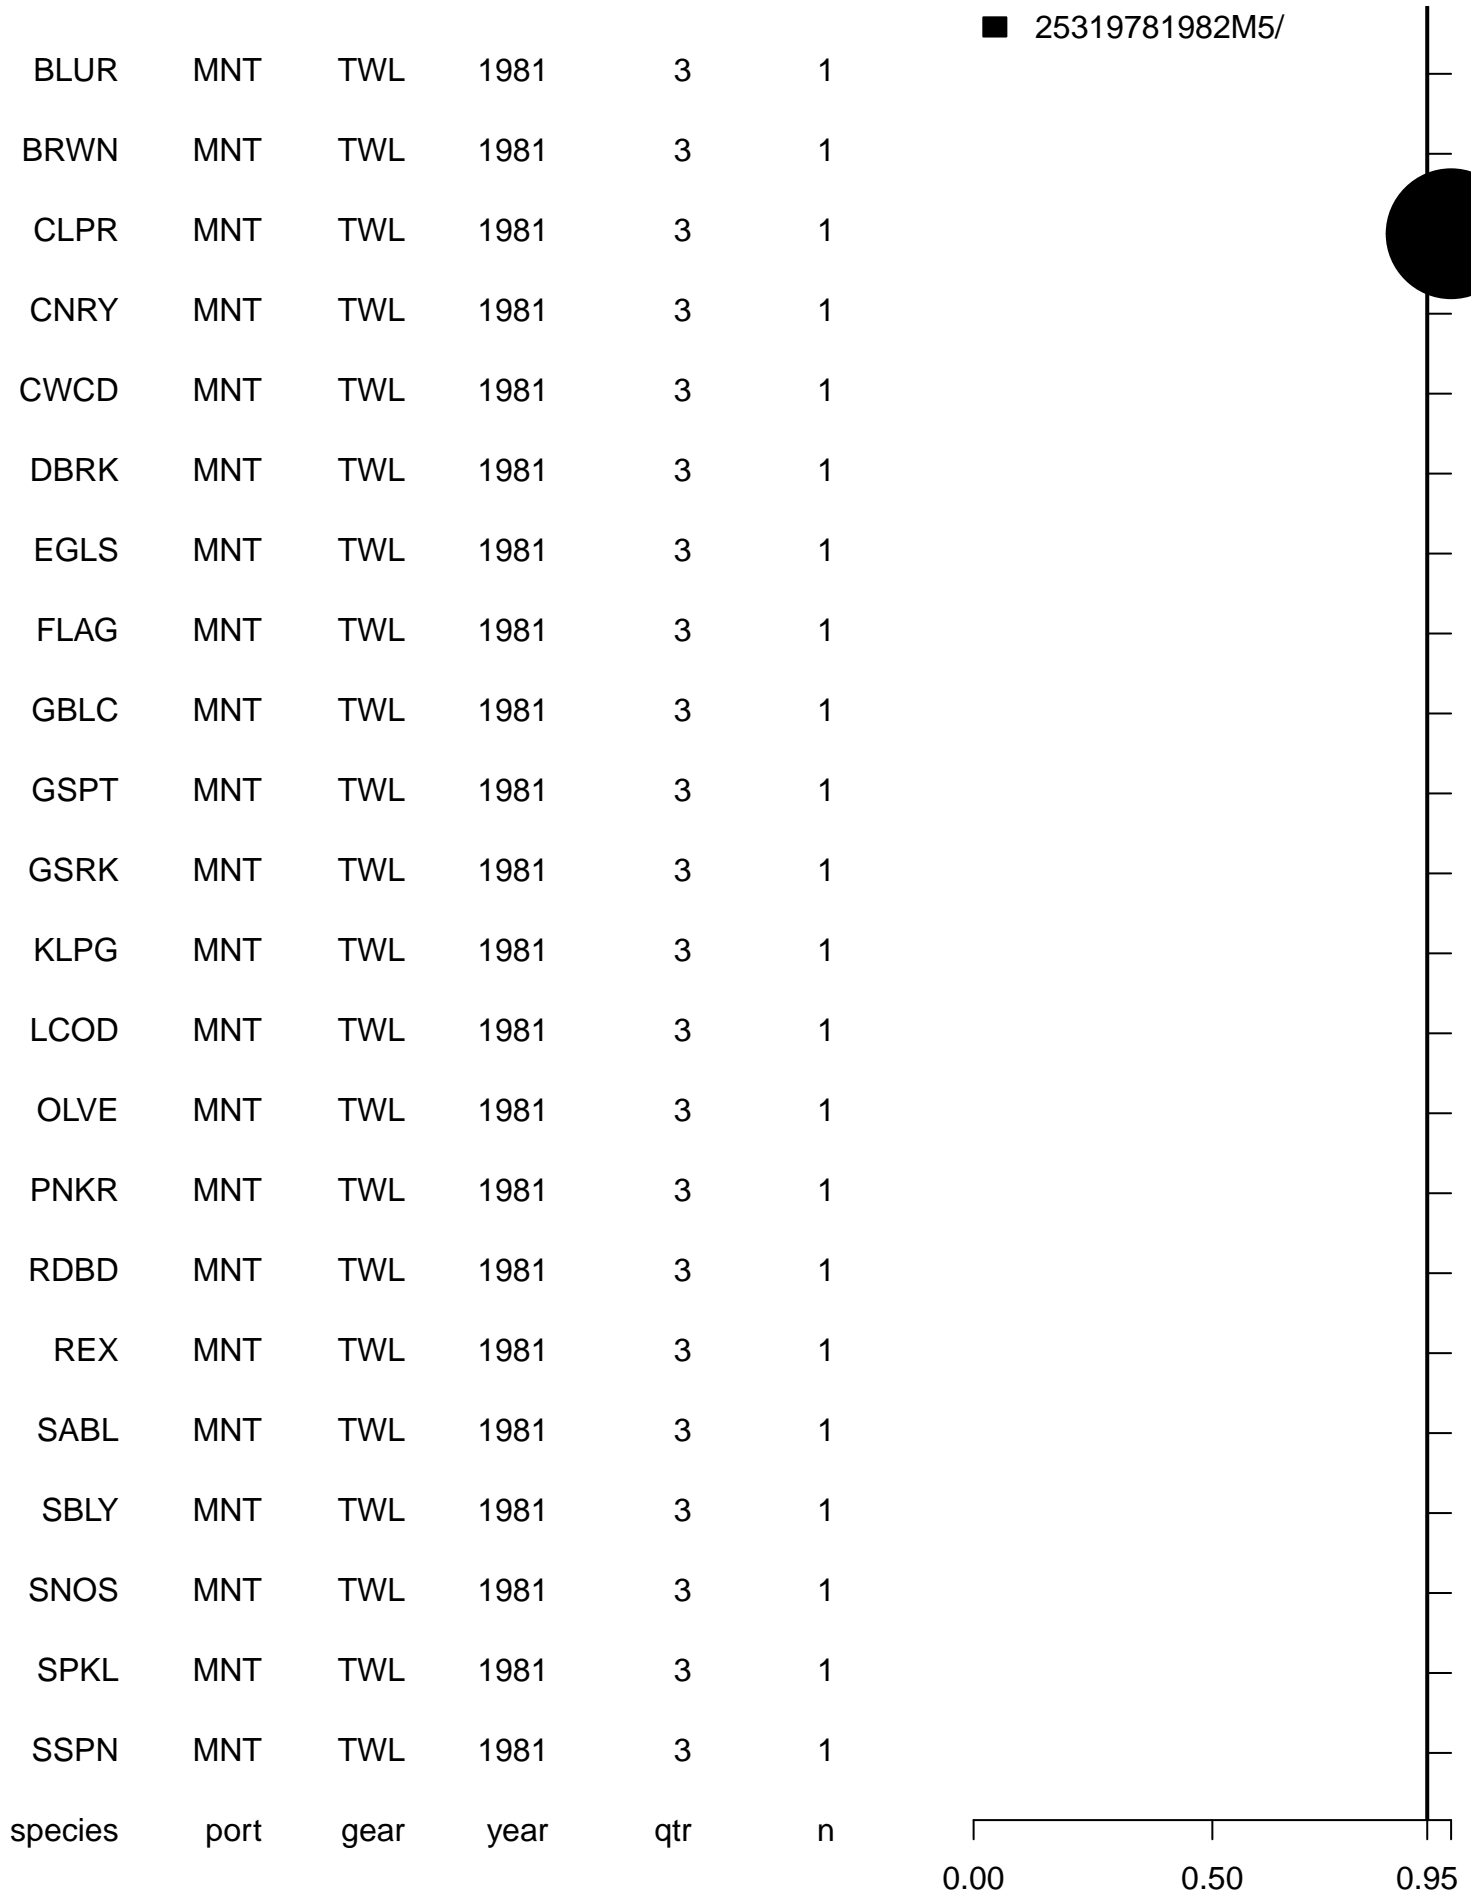 25319781982M5/
BLUR MNT TWL 1981 3 1
BRWN MNT TWL 1981 3 1
CLPR MNT TWL 1981 3 1
CNRY MNT TWL 1981 3 1
CWCD MNT TWL 1981 3 1
DBRK MNT TWL 1981 3 1
EGLS MNT TWL 1981 3 1
FLAG MNT TWL 1981 3 1
GBLC MNT TWL 1981 3 1
GSPT MNT TWL 1981 3 1
GSRK MNT TWL 1981 3 1
KLPG MNT TWL 1981 3 1
LCOD MNT TWL 1981 3 1
OLVE MNT TWL 1981 3 1
PNKR MNT TWL 1981 3 1
RDBD MNT TWL 1981 3 1
REX MNT TWL 1981 3 1
SABL MNT TWL 1981 3 1
SBLY MNT TWL 1981 3 1
SNOS MNT TWL 1981 3 1
SPKL MNT TWL 1981 3 1
SSPN MNT TWL 1981 3 1
species port gear year qtr n
0.00 0.50 0.95